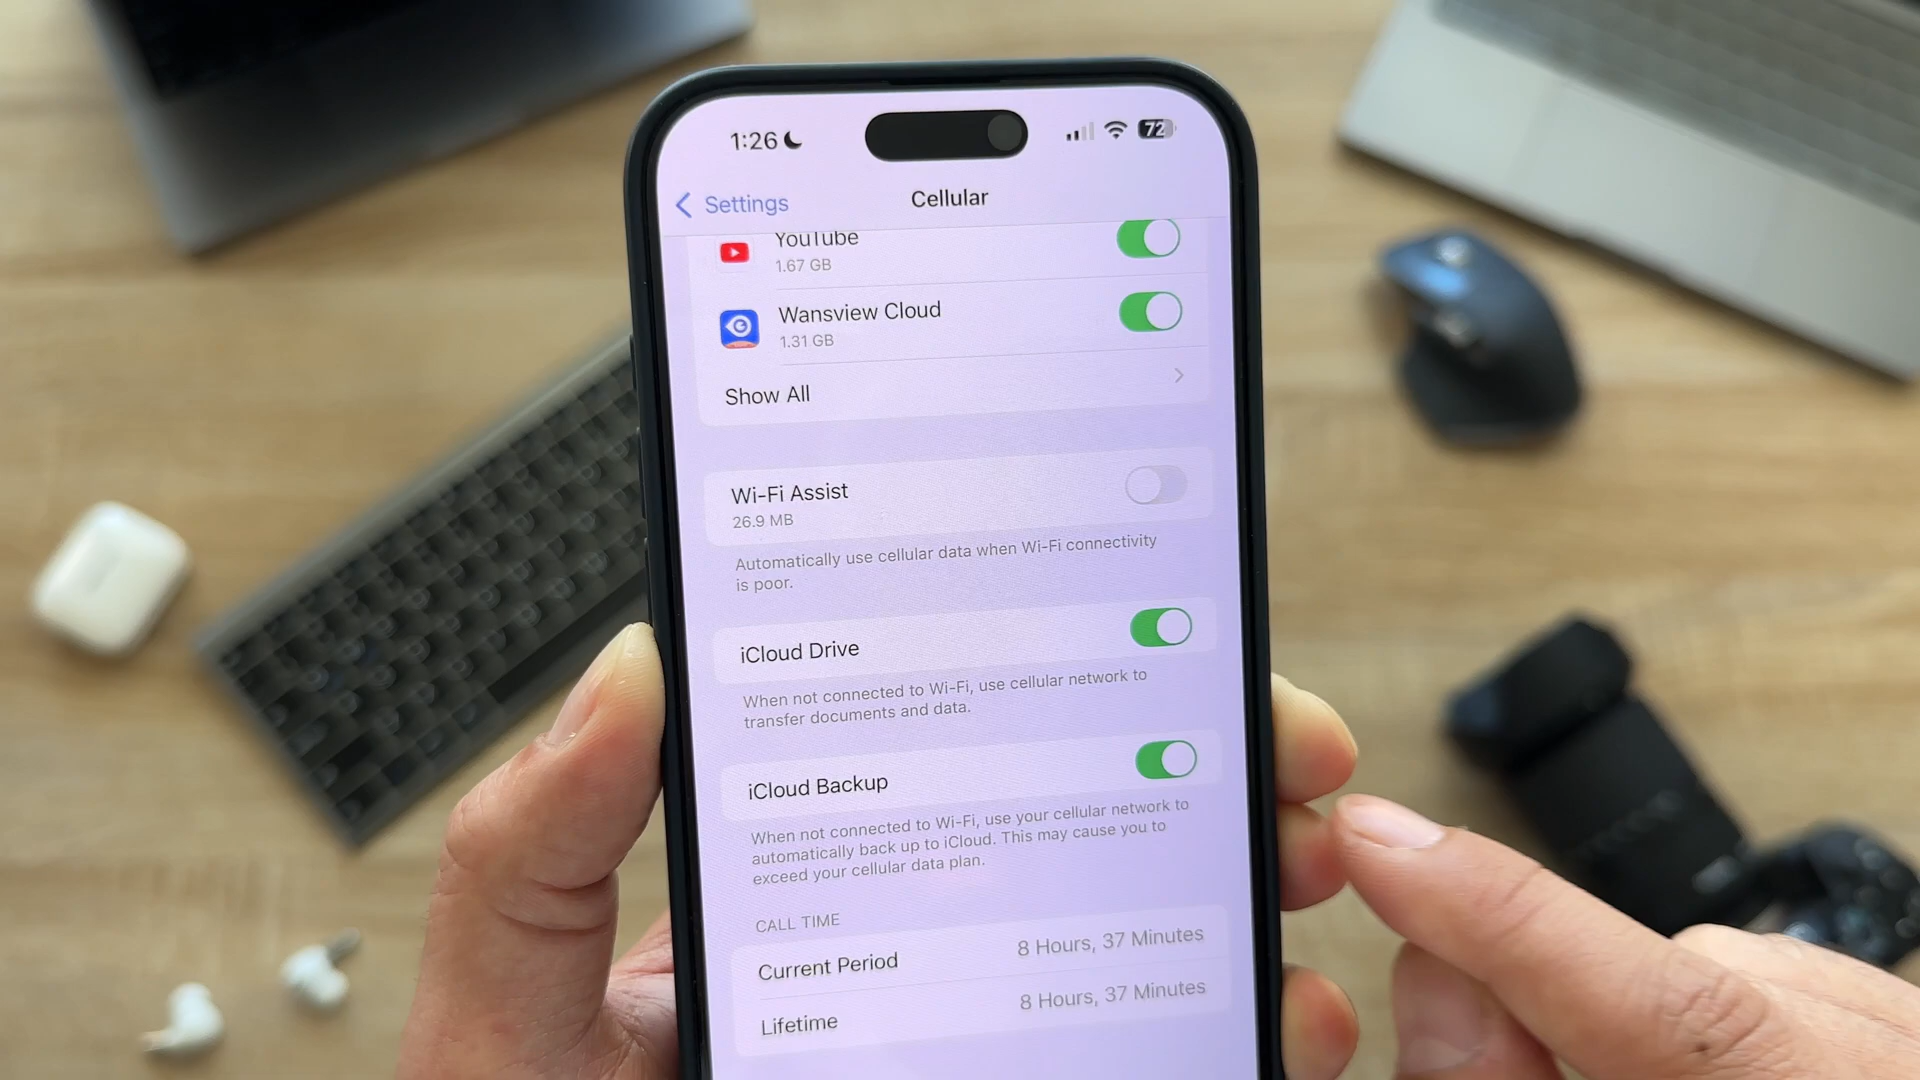 1:26
72
Settings
Cellular
YouTube
1.67 GB
Wansview Cloud
1.31 GB
Show All
Wi-Fi Assist
26.9 MB
Automatically use cellular data when Wi-Fi connectivity
is poor.
iCloud Drive
When not connected to Wi-Fi, use cellular network to
transfer documents and data.
iCloud Backup
When not connected to Wi-Fi, use your cellular network to
automatically back up to iCloud. This may cause you to
exceed your cellular data plan.
CALL TIME
Current Period 8 Hours, 37 Minutes
Lifetime 8 Hours, 37 Minutes